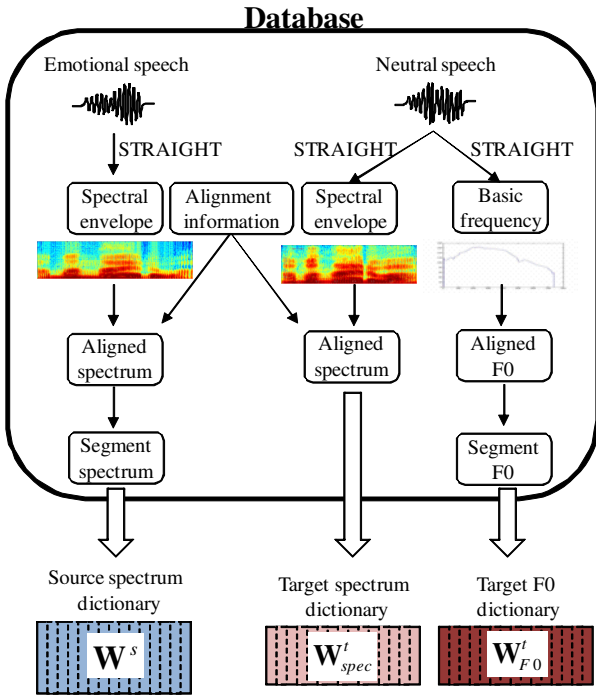 Database
Emotional speech
Neutral speech
STRAIGHT
STRAIGHT
STRAIGHT
Spectral
envelope
Alignment
information
Spectral
envelope
Basic
frequency
Aligned
spectrum
Aligned
spectrum
Aligned
F0
Segment
spectrum
Segment
F0
Source spectrum
dictionary
Target spectrum
dictionary
Target F0
dictionary
W^s
W^t_spec
W^t_F0